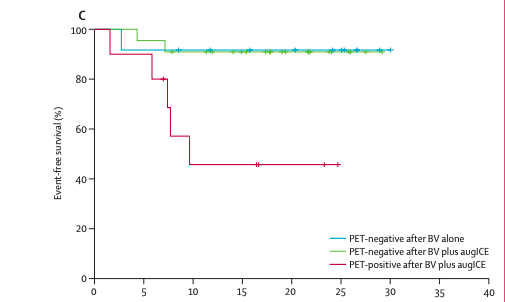 C
100
80
60
40
20
0
Event-free survival (%)
0 5 10 15 20 25 30 35 40
PET-negative after BV alone
PET-negative after BV plus augICE
PET-positive after BV plus augICE